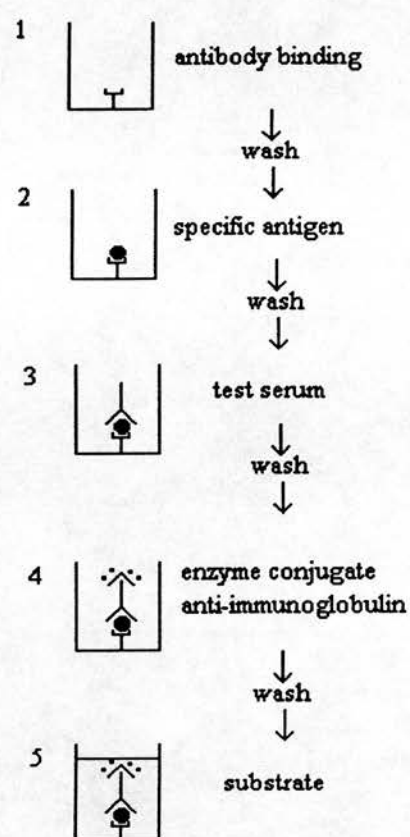 1
antibody binding
wash
2
specific antigen
wash
3
test serum
wash
4
enzyme conjugate
anti-immunoglobulin
wash
5
substrate